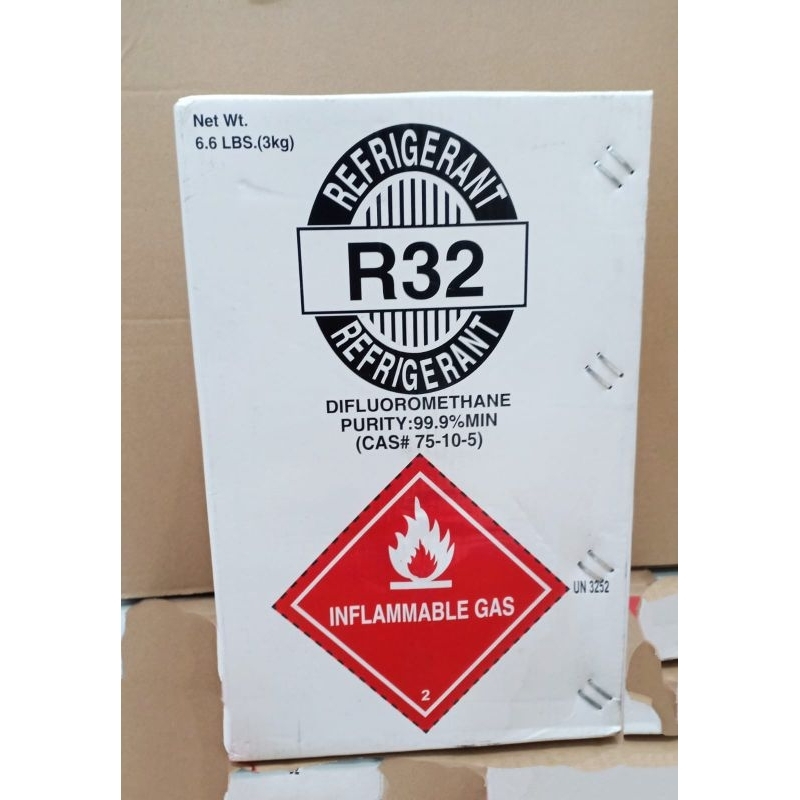 Net Wt.
6.6 LBS.(3kg)
REFRIGERANT
R32
REFRIGERANT
DIFLUOROMETHANE
PURITY:99.9%MIN
(CAS# 75-10-5)
INFLAMMABLE GAS
UN 3252
2